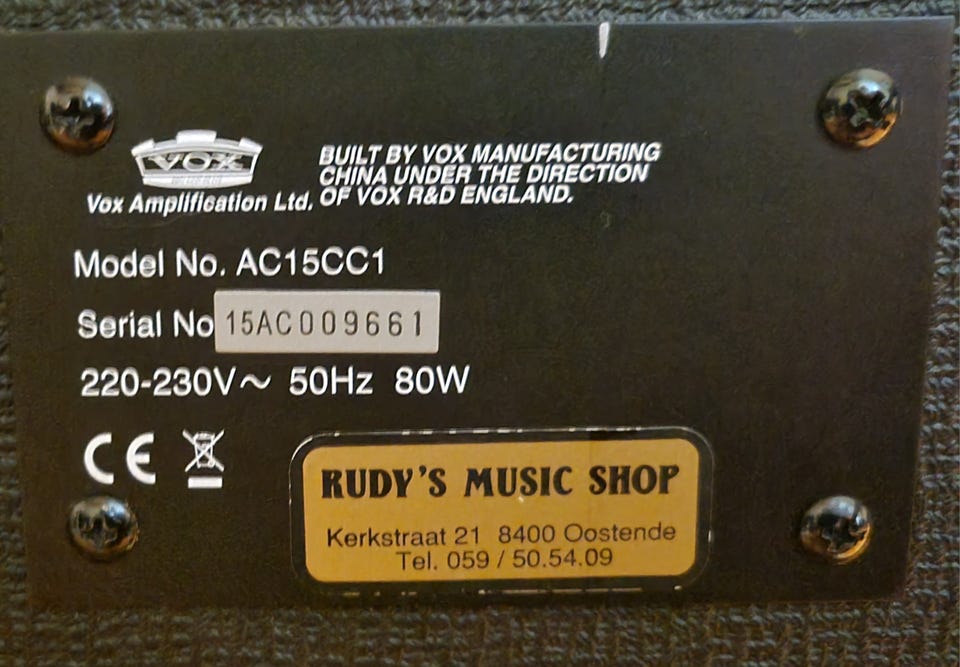 VOX
BUILT BY VOX MANUFACTURING
CHINA UNDER THE DIRECTION
OF VOX R&D ENGLAND.
Vox Amplification Ltd.
Model No. AC15CC1
Serial No 15AC009661
220-230V~ 50Hz 80W
CE
RUDY'S MUSIC SHOP
Kerkstraat 21 8400 Oostende
Tel. 059 / 50.54.09